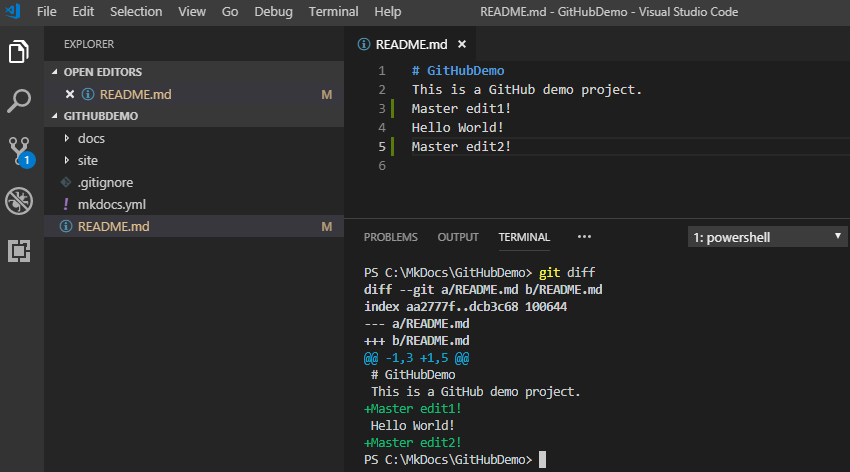 File Edit Selection View Go Debug Terminal Help README.md - GitHubDemo - Visual Studio Code
EXPLORER
OPEN EDITORS
README.md M
GITHUBDEMO
docs
site
.gitignore
! mkdocs.yml
README.md M
1
README.md
1 # GitHubDemo
2 This is a GitHub demo project.
3 Master edit1!
4 Hello World!
5 Master edit2!
6
PROBLEMS OUTPUT TERMINAL ••• 1: powershell
PS C:\MkDocs\GitHubDemo> git diff
diff --git a/README.md b/README.md
index aa2777f..dcb3c68 100644
--- a/README.md
+++ b/README.md
@@ -1,3 +1,5 @@
 # GitHubDemo
 This is a GitHub demo project.
+Master edit1!
 Hello World!
+Master edit2!
PS C:\MkDocs\GitHubDemo>